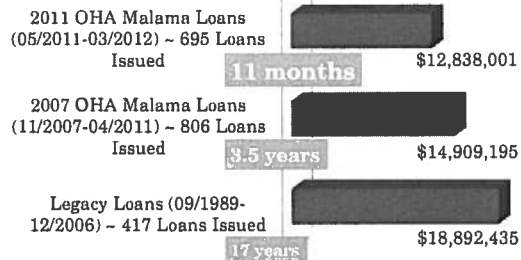 2011 OHA Malama Loans
(05/2011-03/2012) ~ 695 Loans
Issued
$12,838,001
11 months
2007 OHA Malama Loans
(11/2007-04/2011) ~ 806 Loans
Issued
$14,909,195
3.5 years
Legacy Loans (09/1989-
12/2006) ~ 417 Loans Issued
$18,892,435
17 years